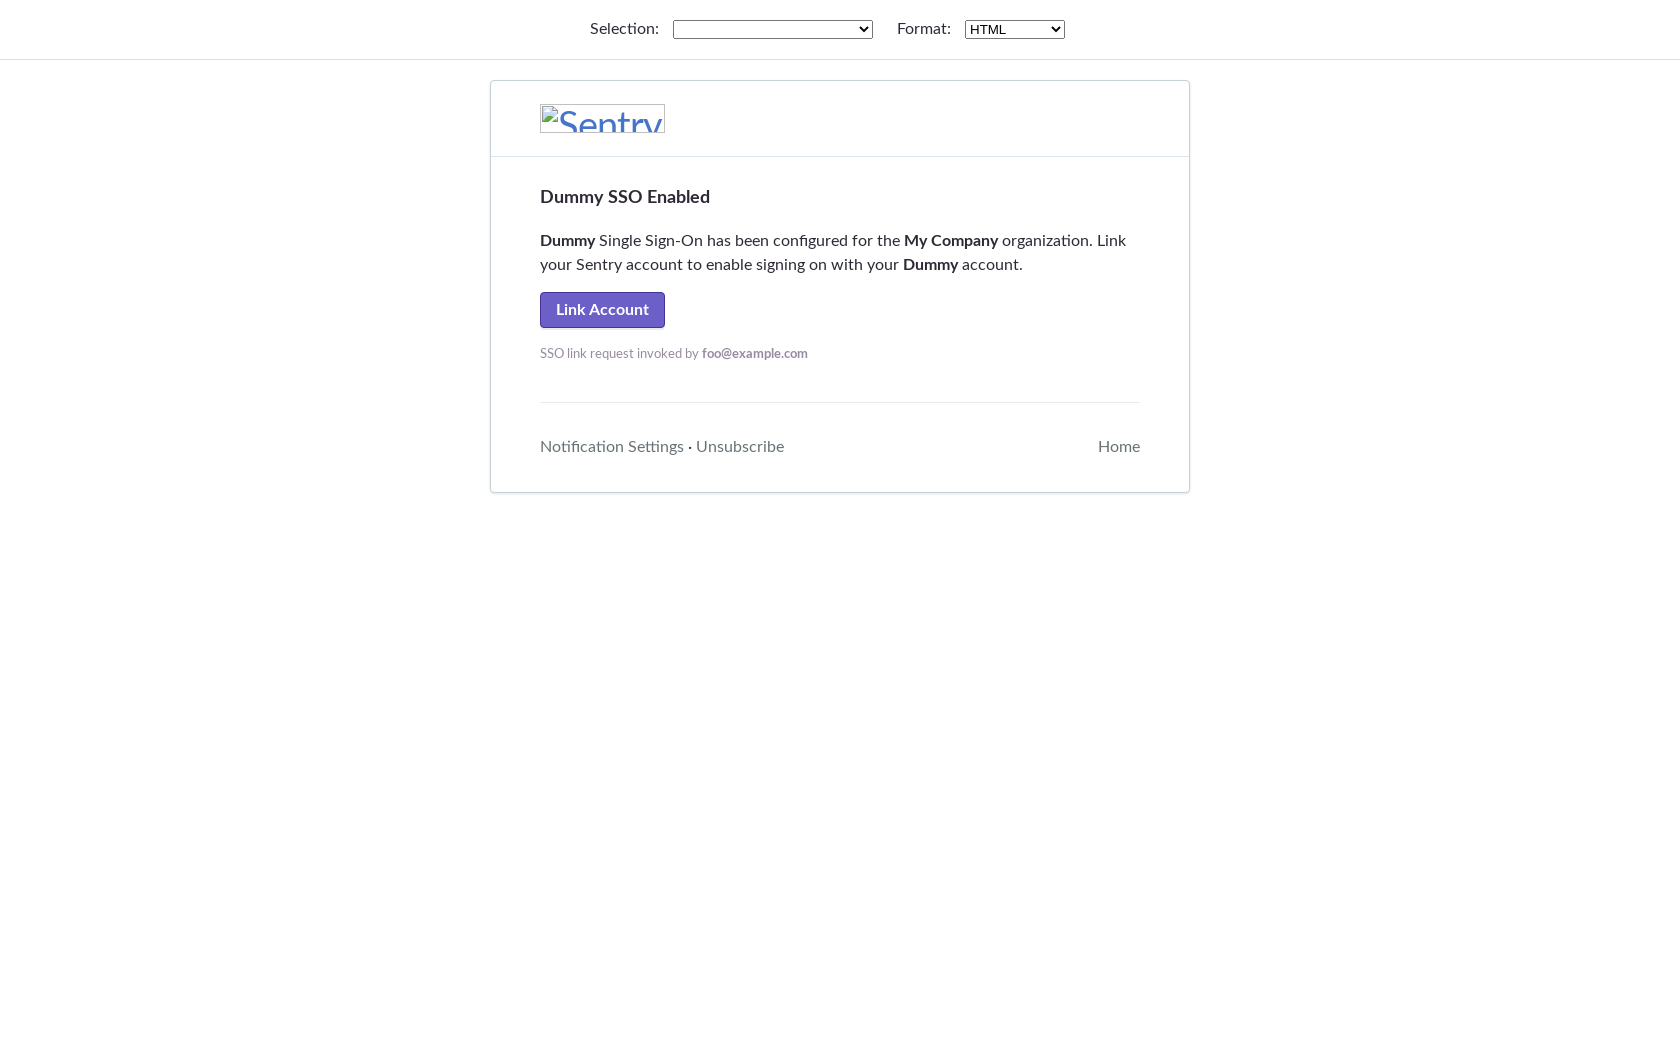 Selection: Format: HTML
Sentry
Dummy SSO Enabled
Dummy Single Sign-On has been configured for the My Company organization. Link
your Sentry account to enable signing on with your Dummy account.
Link Account
SSO link request invoked by foo@example.com
Notification Settings · Unsubscribe Home